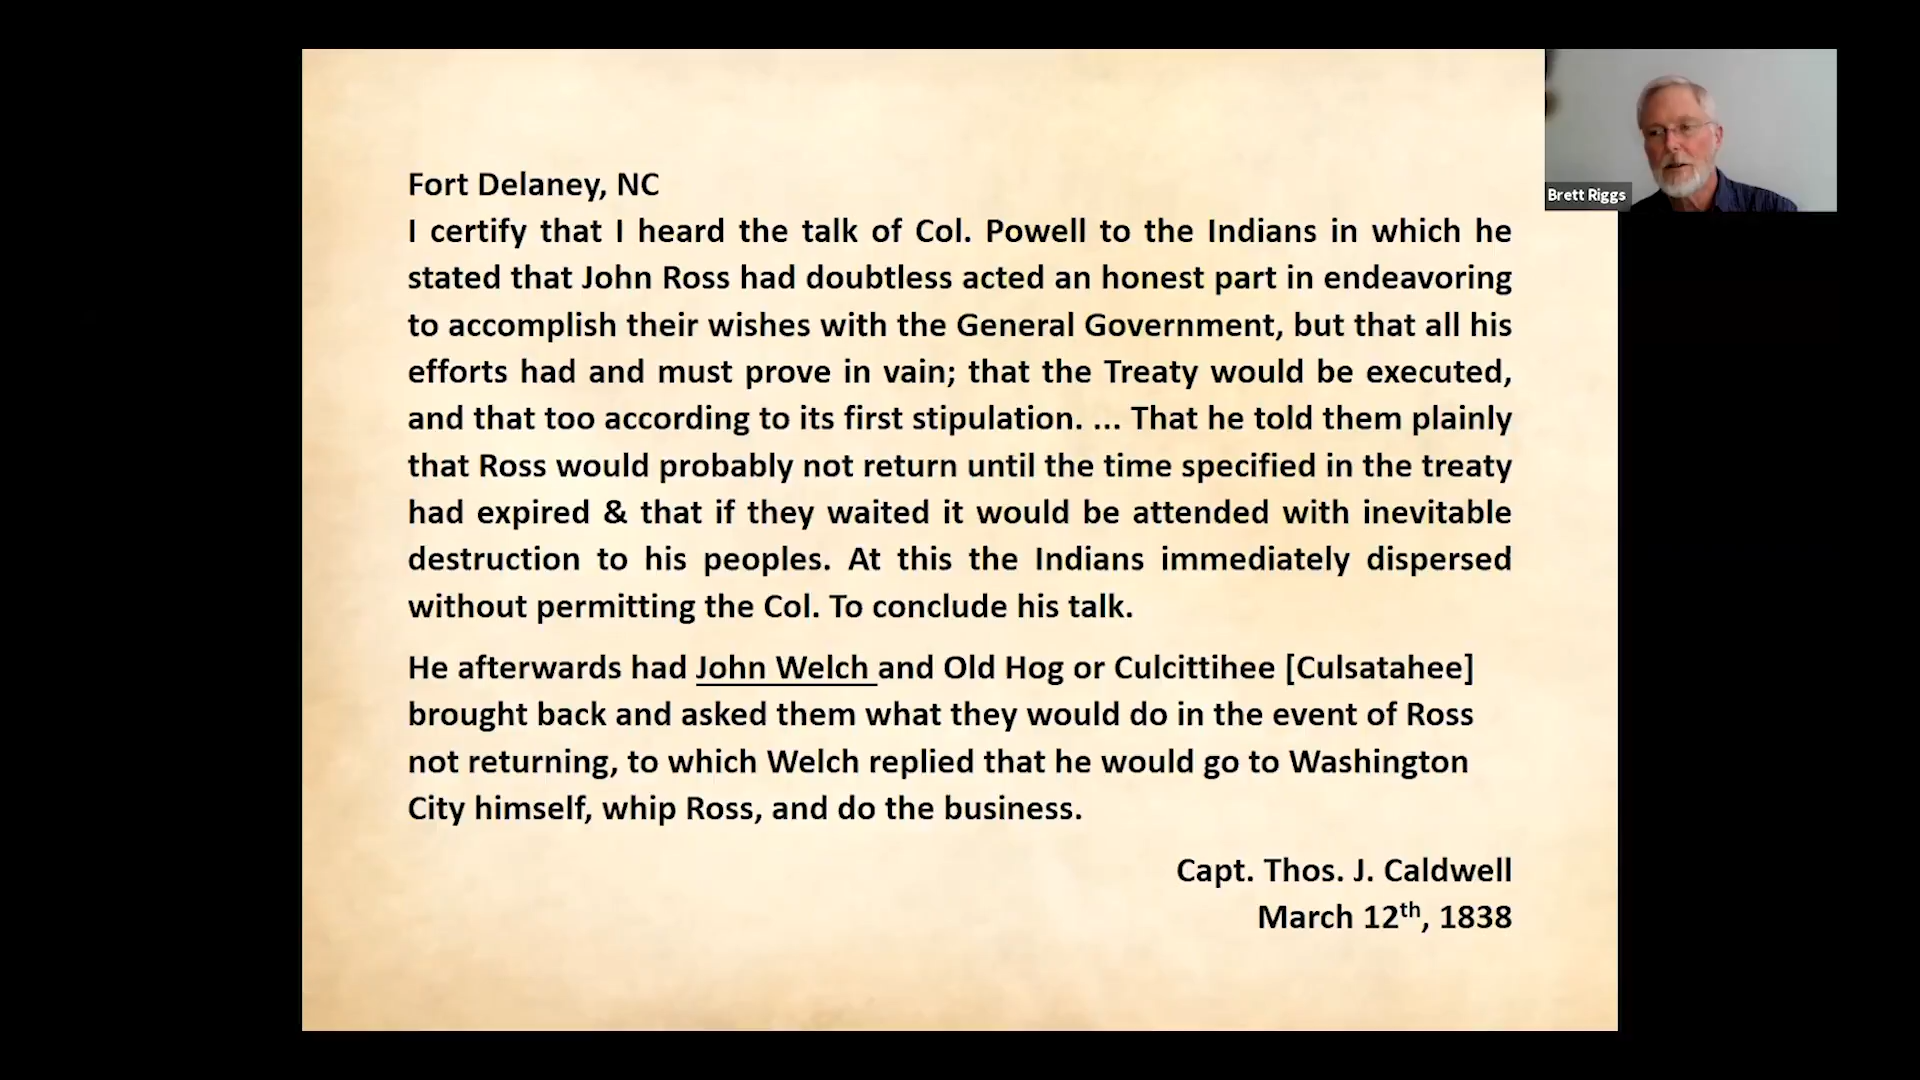 Fort Delaney, NC
I certify that I heard the talk of Col. Powell to the Indians in which he
stated that John Ross had doubtless acted an honest part in endeavoring
to accomplish their wishes with the General Government, but that all his
efforts had and must prove in vain; that the Treaty would be executed,
and that too according to its first stipulation. ... That he told them plainly
that Ross would probably not return until the time specified in the treaty
had expired & that if they waited it would be attended with inevitable
destruction to his peoples. At this the Indians immediately dispersed
without permitting the Col. To conclude his talk.
He afterwards had John Welch and Old Hog or Culcittihee [Culsatahee]
brought back and asked them what they would do in the event of Ross
not returning, to which Welch replied that he would go to Washington
City himself, whip Ross, and do the business.
Capt. Thos. J. Caldwell
March 12th, 1838
Brett Riggs